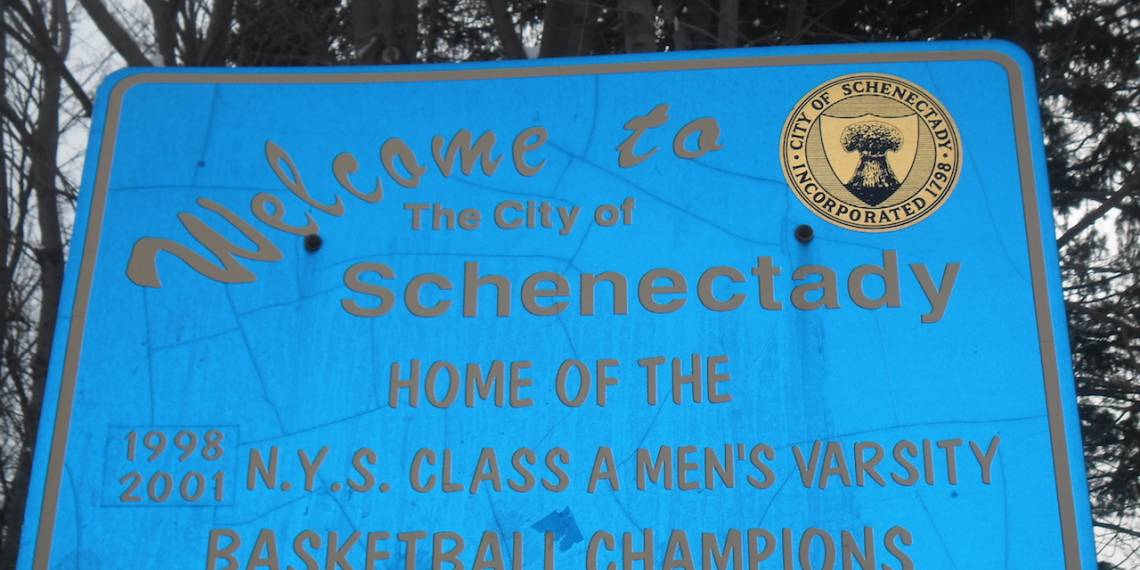 Welcome to
The City of
Schenectady
· CITY OF SCHENECTADY ·
INCORPORATED 1798
HOME OF THE
1998
2001
N.Y.S. CLASS A MEN'S VARSITY
BASKETBALL CHAMPIONS